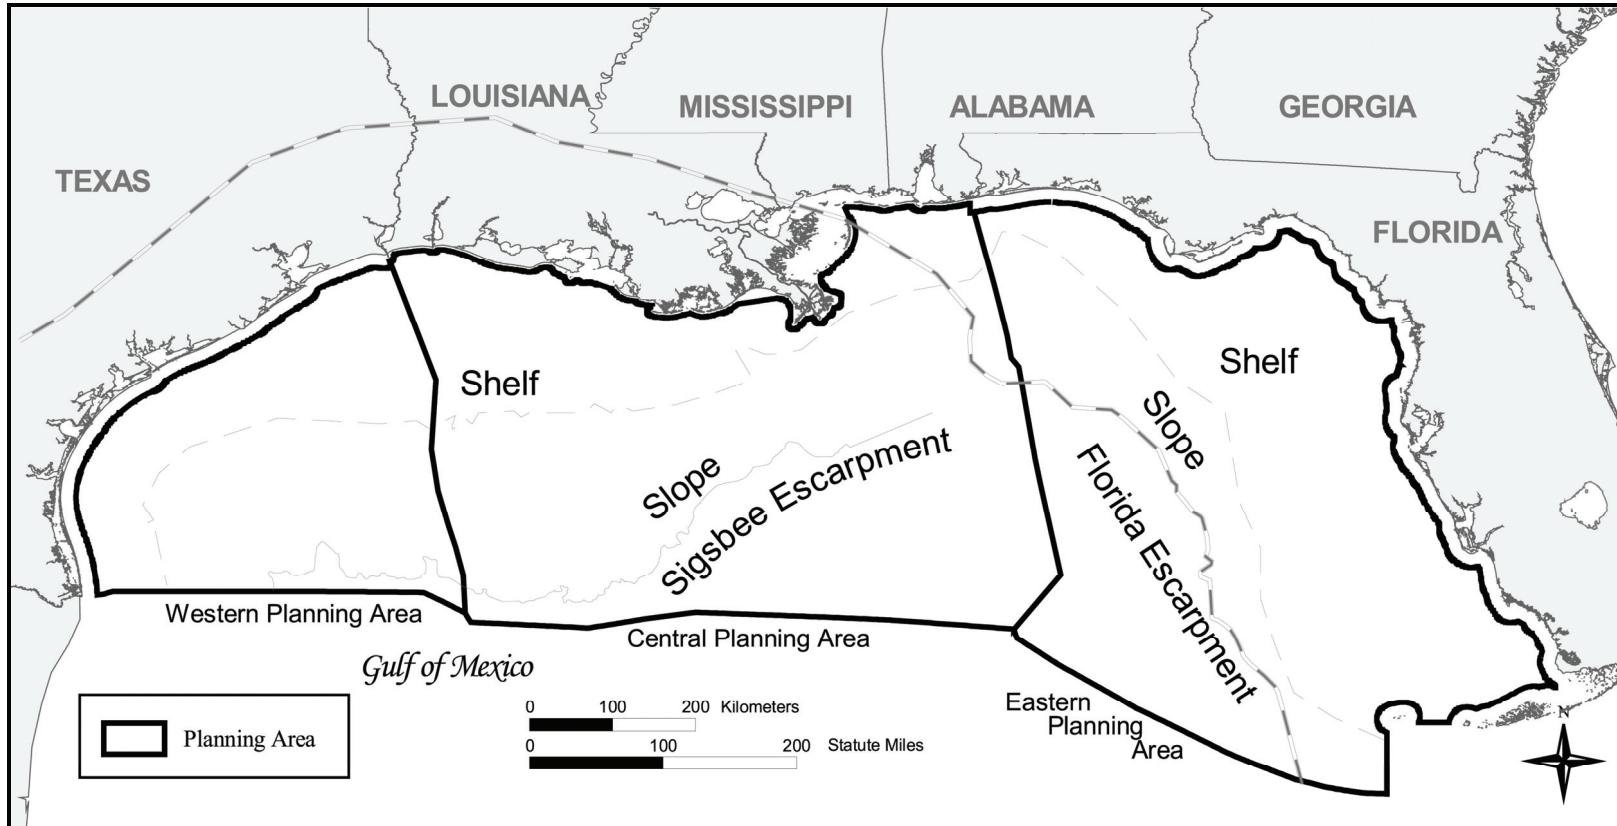 LOUISIANA
MISSISSIPPI
ALABAMA
GEORGIA
TEXAS
FLORIDA
Shelf
Shelf
Slope
Slope
Sigsbee Escarpment
Florida Escarpment
Western Planning Area
Central Planning Area
Gulf of Mexico
Eastern
Planning
Area
Planning Area
0 100 200 Kilometers
0 100 200 Statute Miles
N